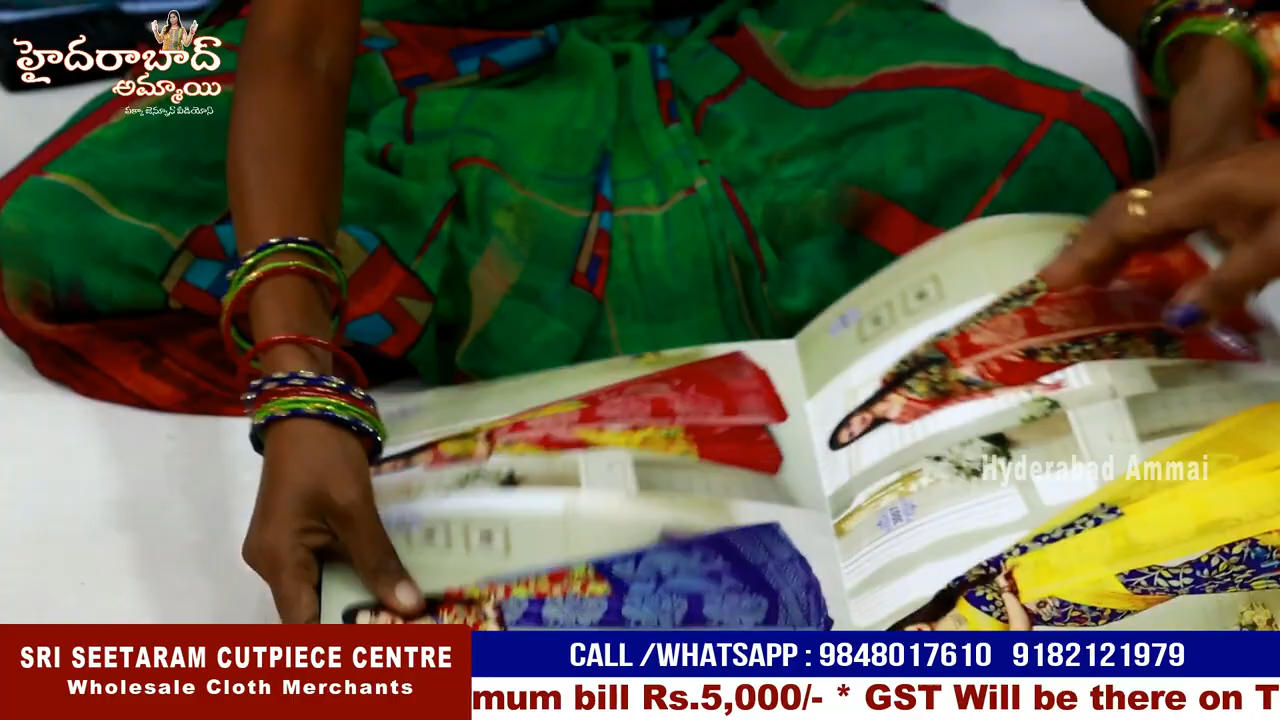 హైదరాబాద్
అమ్మాయి
పక్కా జెన్యూన్ వీడియోస్
Hyderabad Ammai
SRI SEETARAM CUTPIECE CENTRE
Wholesale Cloth Merchants
CALL /WHATSAPP : 9848017610 9182121979
mum bill Rs.5,000/- * GST Will be there on T